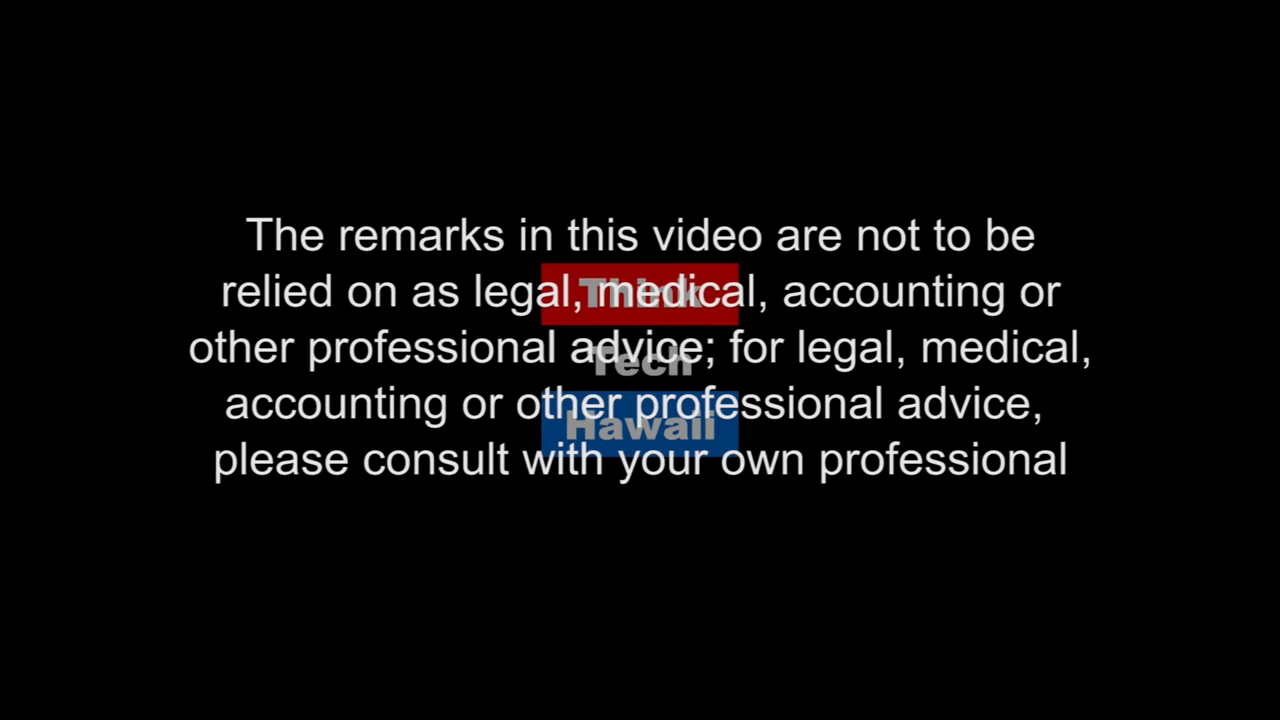 The remarks in this video are not to be
relied on as legal, medical, accounting or
other professional advice; for legal, medical,
accounting or other professional advice,
please consult with your own professional
Think
Tech
Hawaii